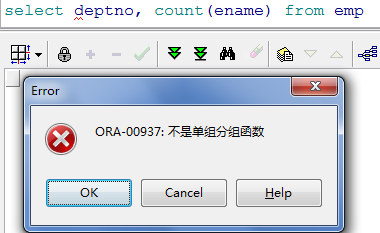 select deptno, count(ename) from emp
Error
ORA-00937: 不是单组分组函数
OK
Cancel
Help